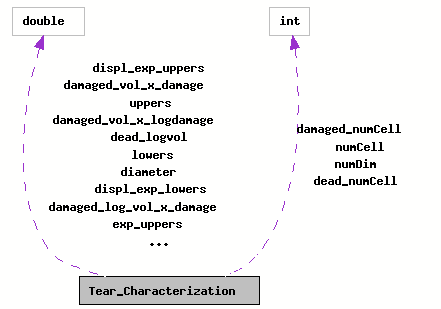 double
int
displ_exp_uppers
damaged_vol_x_damage
uppers
damaged_vol_x_logdamage
dead_logvol
lowers
diameter
displ_exp_lowers
damaged_log_vol_x_damage
exp_uppers
...
damaged_numCell
numCell
numDim
dead_numCell
Tear_Characterization